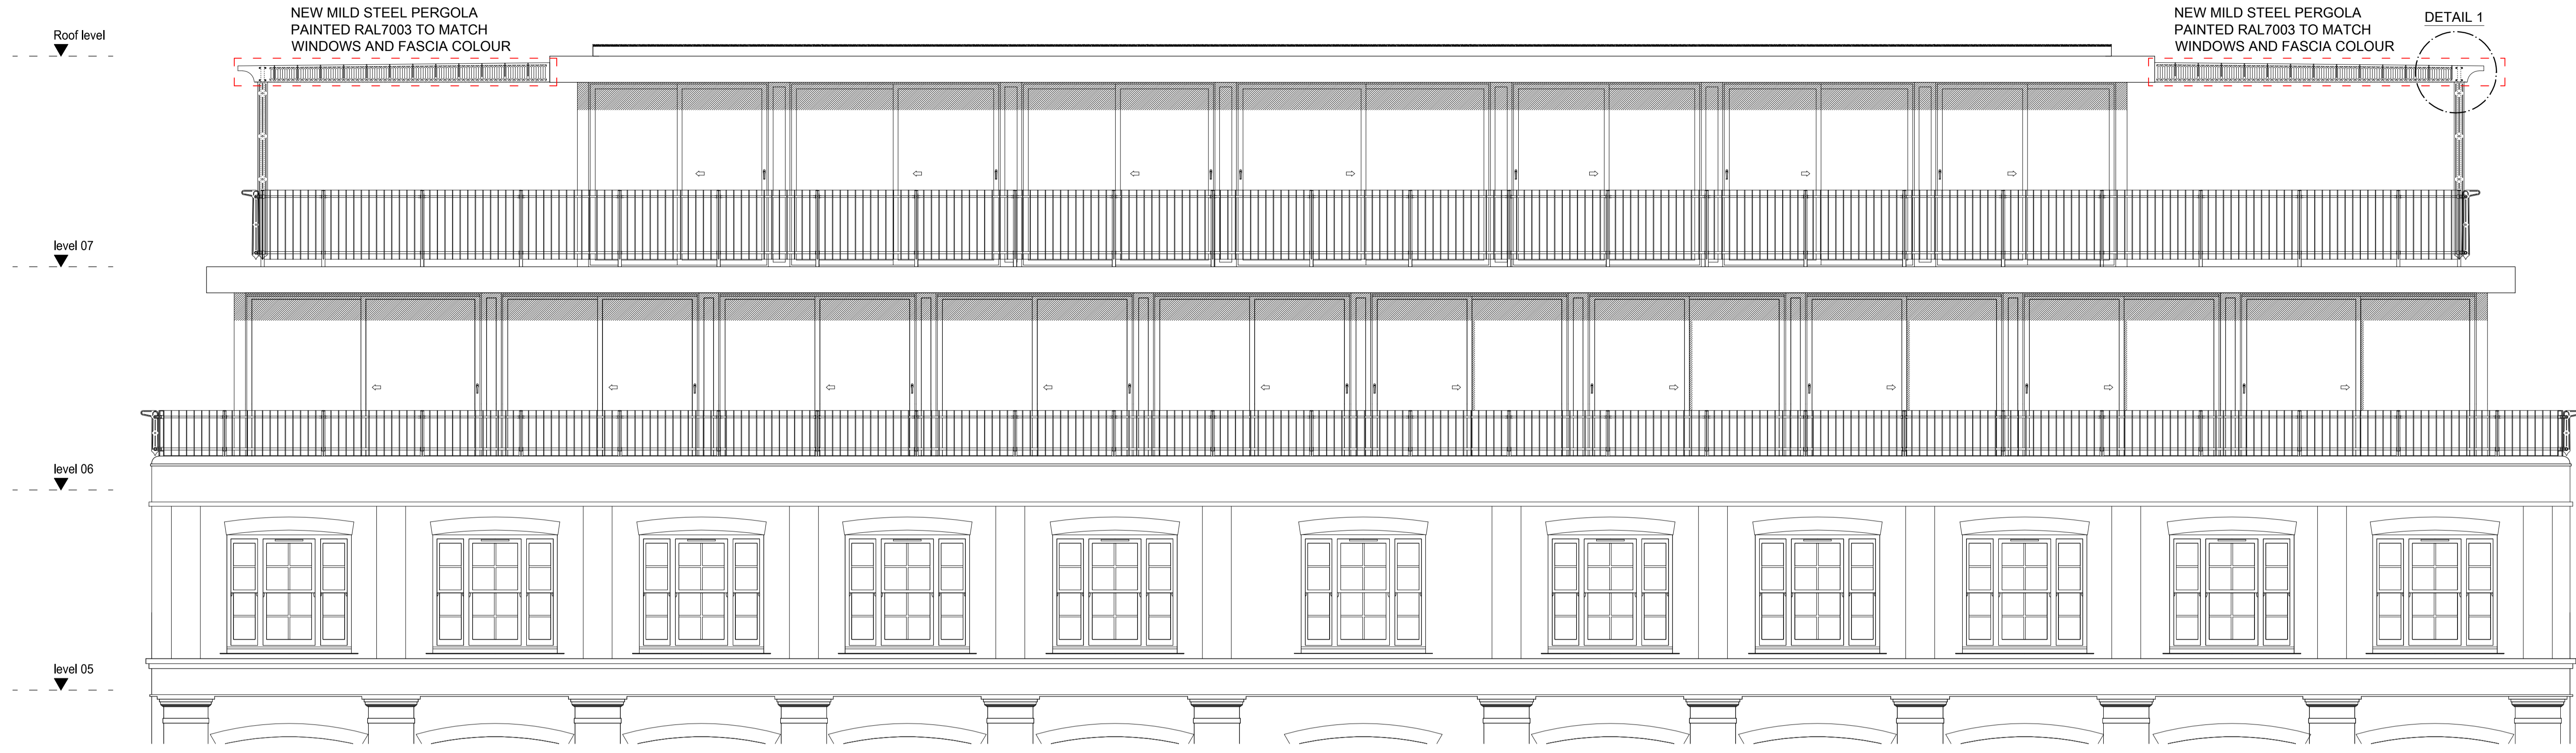 NEW MILD STEEL PERGOLA
PAINTED RAL7003 TO MATCH
WINDOWS AND FASCIA COLOUR
NEW MILD STEEL PERGOLA
PAINTED RAL7003 TO MATCH
WINDOWS AND FASCIA COLOUR
DETAIL 1
Roof level
level 07
level 06
level 05